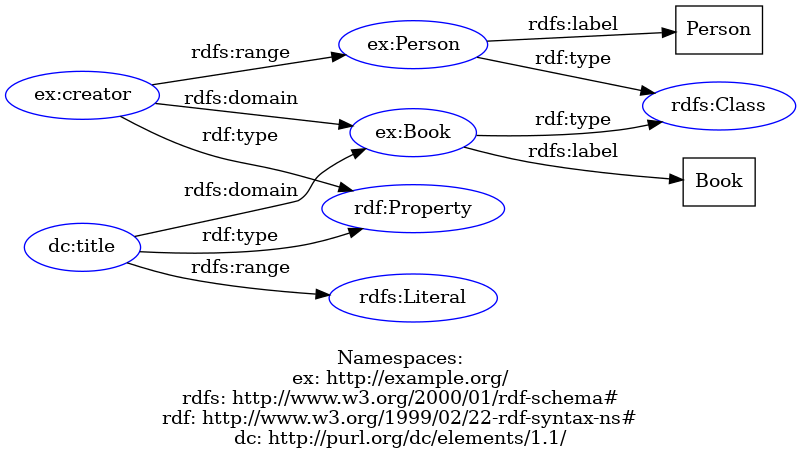 rdfs:label
Person
rdfs:range
ex:Person
rdf:type
ex:creator
rdfs:domain
rdfs:Class
rdf:type
ex:Book
rdf:type
rdfs:label
Book
rdfs:domain
rdf:Property
rdf:type
dc:title
rdfs:range
rdfs:Literal
Namespaces:
ex: http://example.org/
rdfs: http://www.w3.org/2000/01/rdf-schema#
rdf: http://www.w3.org/1999/02/22-rdf-syntax-ns#
dc: http://purl.org/dc/elements/1.1/